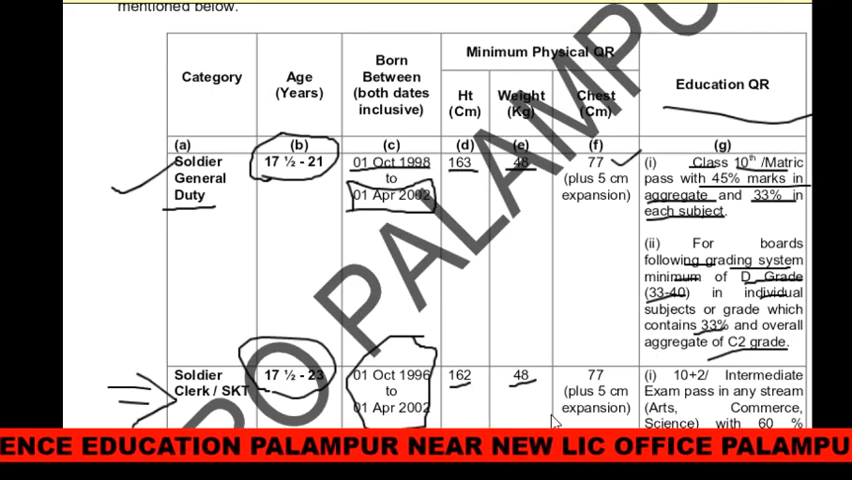 mentioned below.
Category
Age
(Years)
Born
Between
(both dates
inclusive)
Minimum Physical QR
Ht
(Cm)
Weight
(Kg)
Chest
(Cm)
Education QR
(a)
(b)
(c)
(d)
(e)
(f)
(g)
Soldier
General
Duty
17 ½ - 21
01 Oct 1998
to
01 Apr 2002
163
48
77
(plus 5 cm
expansion)
(i) Class 10th /Matric
pass with 45% marks in
aggregate and 33% in
each subject.
(ii) For boards
following grading system
minimum of D Grade
(33-40) in individual
subjects or grade which
contains 33% and overall
aggregate of C2 grade.
Soldier
Clerk / SKT
17 ½ - 23
01 Oct 1996
to
01 Apr 2002
162
48
77
(plus 5 cm
expansion)
(i) 10+2/ Intermediate
Exam pass in any stream
(Arts, Commerce,
Science) with 60 %
PO PALAMPU
ENCE EDUCATION PALAMPUR NEAR NEW LIC OFFICE PALAMPU